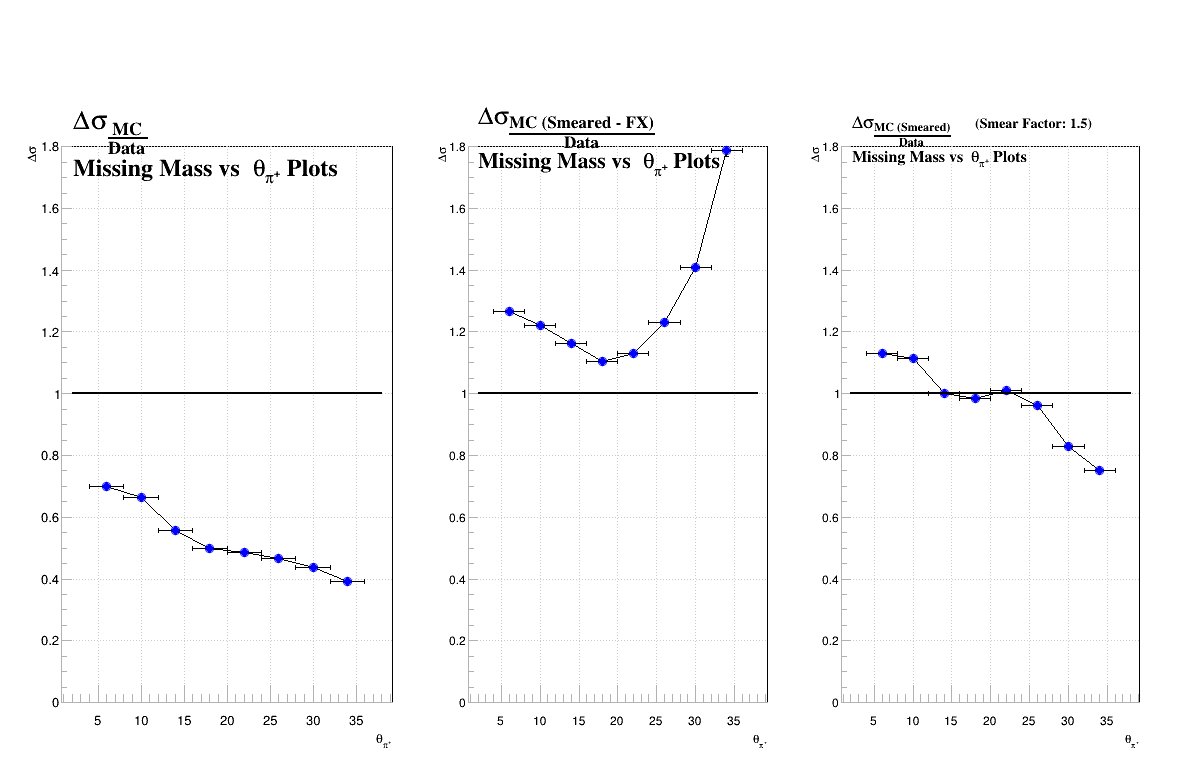 Δσ MC
Data
Missing Mass vs θπ+ Plots
Δσ
1.8
1.6
1.4
1.2
1
0.8
0.6
0.4
0.2
0
5 10 15 20 25 30 35
θπ+
ΔσMC (Smeared - FX)
Data
Missing Mass vs θπ+ Plots
Δσ
1.8
1.6
1.4
1.2
1
0.8
0.6
0.4
0.2
0
5 10 15 20 25 30 35
θπ+
ΔσMC (Smeared) (Smear Factor: 1.5)
Data
Missing Mass vs θπ+ Plots
Δσ
1.8
1.6
1.4
1.2
1
0.8
0.6
0.4
0.2
0
5 10 15 20 25 30 35
θπ+